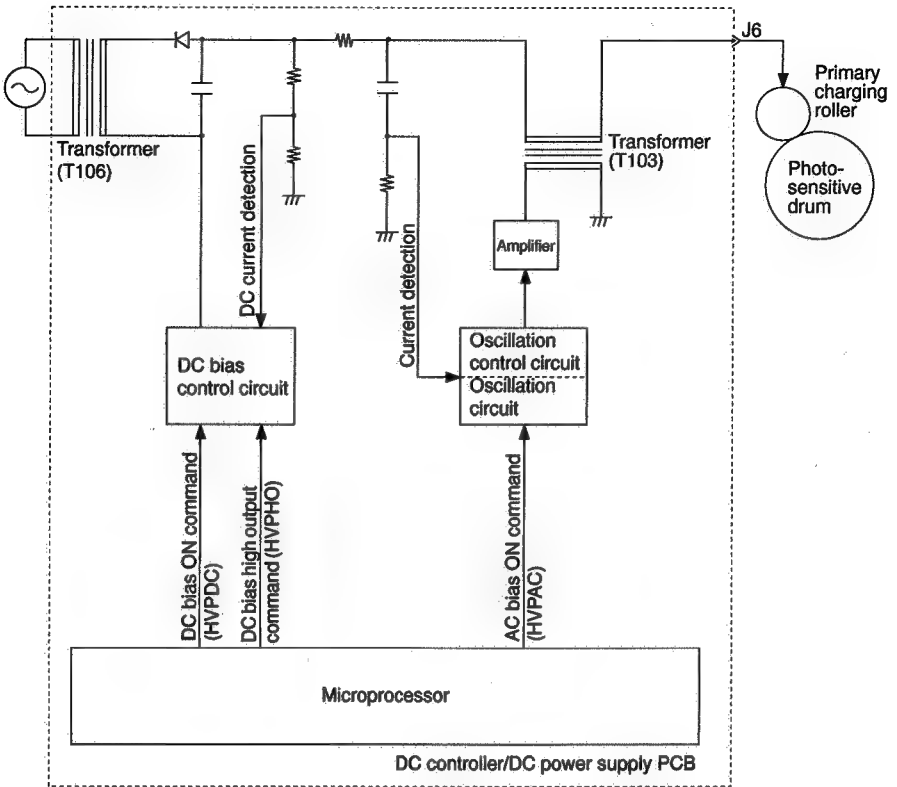 J6
Primary
charging
roller
Photo-
sensitive
drum
Transformer
(T106)
Transformer
(T103)
Amplifier
DC current detection
Current detection
DC bias
control circuit
Oscillation
control circuit
Oscillation
circuit
DC bias ON command
(HVPDC)
DC bias high output
command (HVPHO)
AC bias ON command
(HVPAC)
Microprocessor
DC controller/DC power supply PCB